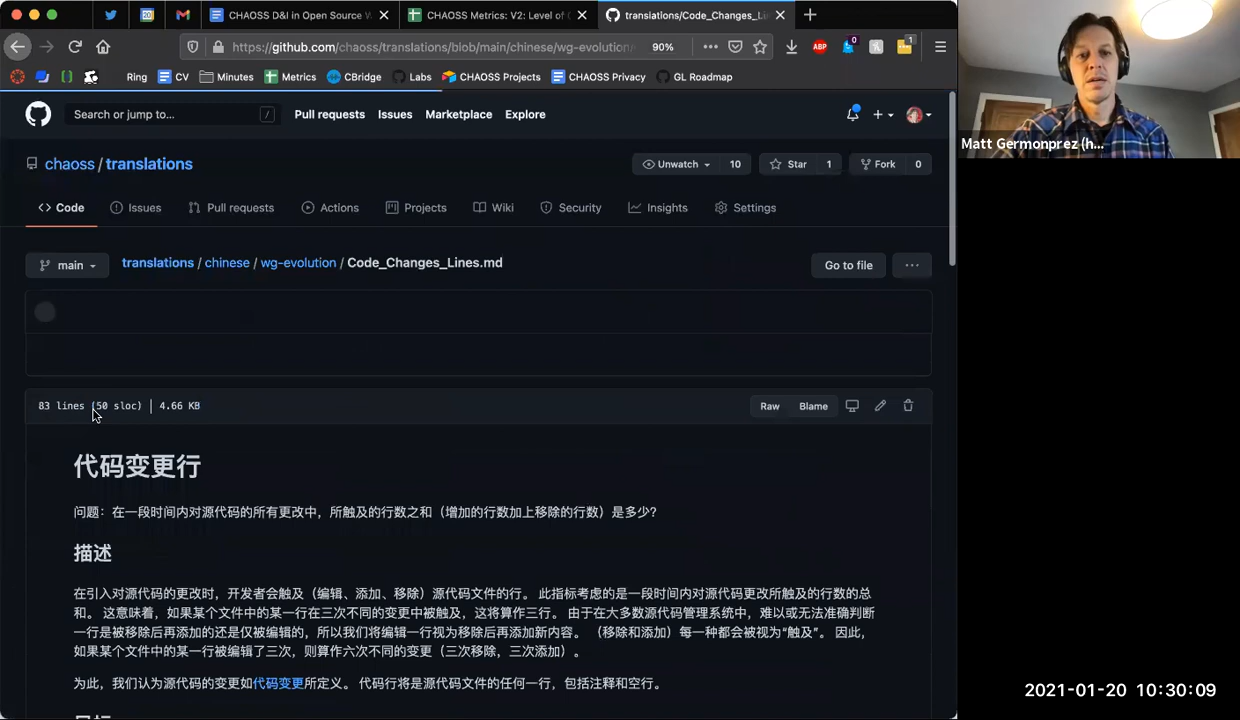 CHAOSS D&I in Open Source V
CHAOSS Metrics: V2: Level of
translations/Code_Changes_Li
https://github.com/chaoss/translations/blob/main/chinese/wg-evolution
90%
ABP
0
1
Ring
CV
Minutes
Metrics
CBridge
Labs
CHAOSS Projects
CHAOSS Privacy
GL Roadmap
Search or jump to...
/
Pull requests
Issues
Marketplace
Explore
chaoss / translations
Unwatch
10
Star
1
Fork
0
Code
Issues
Pull requests
Actions
Projects
Wiki
Security
Insights
Settings
main
translations / chinese / wg-evolution / Code_Changes_Lines.md
Go to file
83 lines (50 sloc) | 4.66 KB
Raw
Blame
代码变更行
问题：在一段时间内对源代码的所有更改中，所触及的行数之和（增加的行数加上移除的行数）是多少？
描述
在引入对源代码的更改时，开发者会触及（编辑、添加、移除）源代码文件的行。 此指标考虑的是一段时间内对源代码更改所触及的行数的总
和。 这意味着，如果某个文件中的某一行在三次不同的变更中被触及，这将算作三行。 由于在大多数源代码管理系统中，难以或无法准确判断
一行是被移除后再添加的还是仅被编辑的，所以我们将编辑一行视为移除后再添加新内容。 （移除和添加）每一种都会被视为“触及”。 因此，
如果某个文件中的某一行被编辑了三次，则算作六次不同的变更（三次移除，三次添加）。
为此，我们认为源代码的变更如代码变更所定义。 代码行将是源代码文件的任何一行，包括注释和空行。
Matt Germonprez (h...
2021-01-20 10:30:09